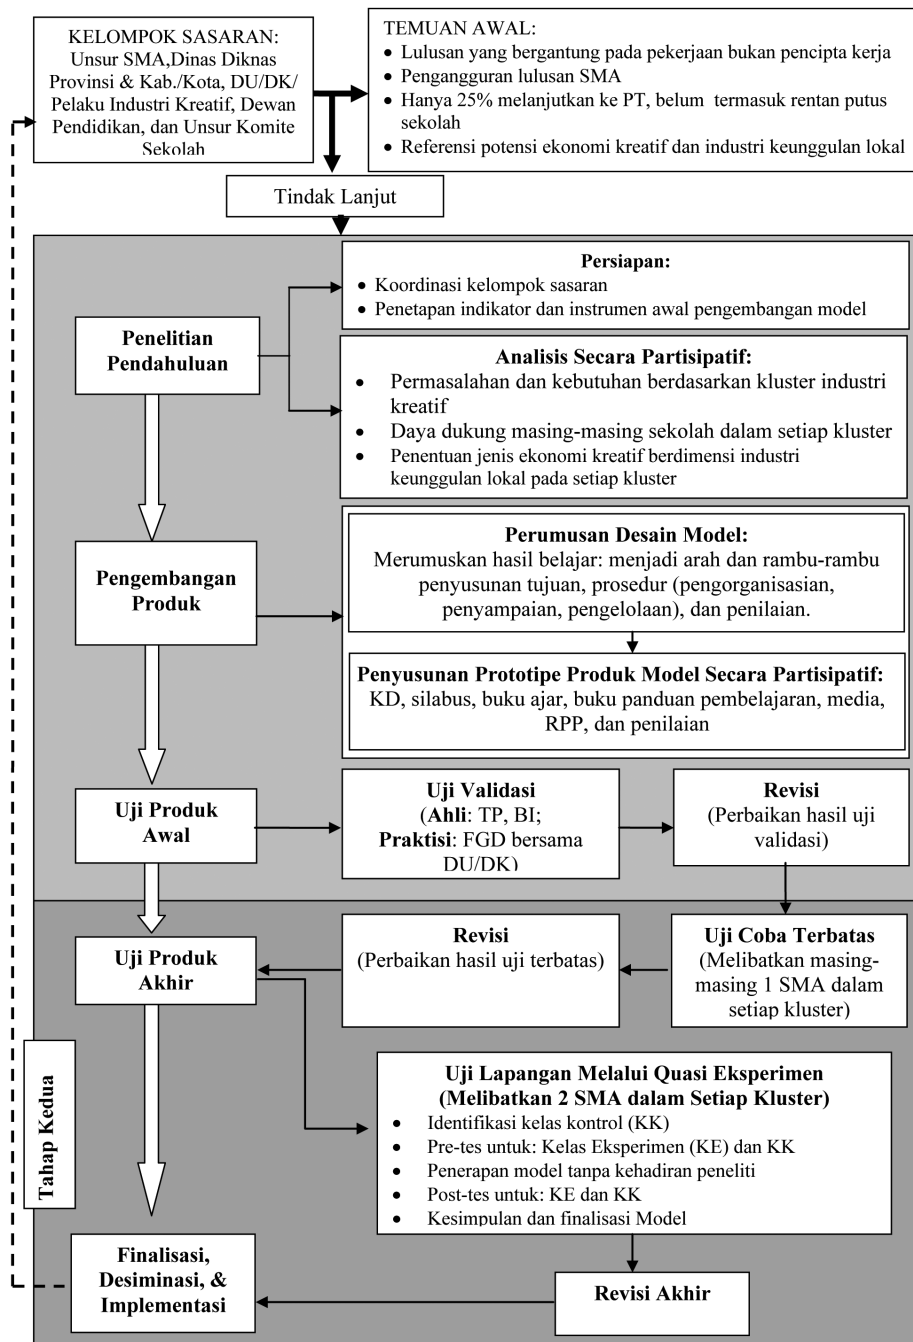 KELOMPOK SASARAN:
Unsur SMA,Dinas Diknas
Provinsi & Kab./Kota, DU/DK/
Pelaku Industri Kreatif, Dewan
Pendidikan, dan Unsur Komite
Sekolah
TEMUAN AWAL:
• Lulusan yang bergantung pada pekerjaan bukan pencipta kerja
• Pengangguran lulusan SMA
• Hanya 25% melanjutkan ke PT, belum termasuk rentan putus
sekolah
• Referensi potensi ekonomi kreatif dan industri keunggulan lokal
Tindak Lanjut
Penelitian
Pendahuluan
Persiapan:
• Koordinasi kelompok sasaran
• Penetapan indikator dan instrumen awal pengembangan model
Analisis Secara Partisipatif:
• Permasalahan dan kebutuhan berdasarkan kluster industri
kreatif
• Daya dukung masing-masing sekolah dalam setiap kluster
• Penentuan jenis ekonomi kreatif berdimensi industri
keunggulan lokal pada setiap kluster
Pengembangan
Produk
Perumusan Desain Model:
Merumuskan hasil belajar: menjadi arah dan rambu-rambu
penyusunan tujuan, prosedur (pengorganisasian,
penyampaian, pengelolaan), dan penilaian.
Penyusunan Prototipe Produk Model Secara Partisipatif:
KD, silabus, buku ajar, buku panduan pembelajaran, media,
RPP, dan penilaian
Uji Produk
Awal
Uji Validasi
(Ahli: TP, BI;
Praktisi: FGD bersama
DU/DK)
Revisi
(Perbaikan hasil uji
validasi)
Uji Produk
Akhir
Revisi
(Perbaikan hasil uji terbatas)
Uji Coba Terbatas
(Melibatkan masing-
masing 1 SMA dalam
setiap kluster)
Tahap Kedua
Uji Lapangan Melalui Quasi Eksperimen
(Melibatkan 2 SMA dalam Setiap Kluster)
• Identifikasi kelas kontrol (KK)
• Pre-tes untuk: Kelas Eksperimen (KE) dan KK
• Penerapan model tanpa kehadiran peneliti
• Post-tes untuk: KE dan KK
• Kesimpulan dan finalisasi Model
Finalisasi,
Desiminasi, &
Implementasi
Revisi Akhir